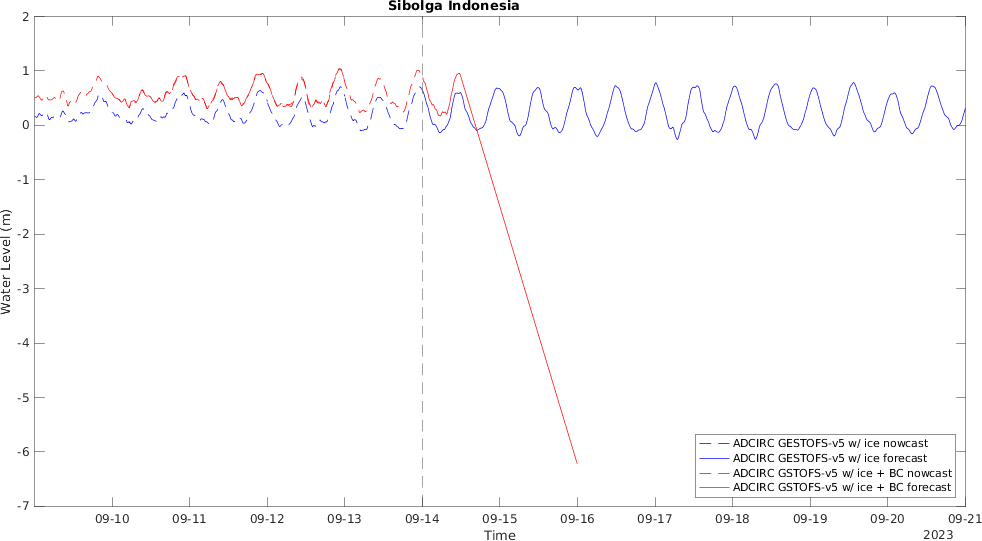 Sibolga Indonesia
2
1
0
-1
-2
-3
-4
-5
-6
-7
Water Level (m)
09-10 09-11 09-12 09-13 09-14 09-15 09-16 09-17 09-18 09-19 09-20 09-21
Time
2023
ADCIRC GESTOFS-v5 w/ ice nowcast
ADCIRC GESTOFS-v5 w/ ice forecast
ADCIRC GSTOFS-v5 w/ ice + BC nowcast
ADCIRC GSTOFS-v5 w/ ice + BC forecast